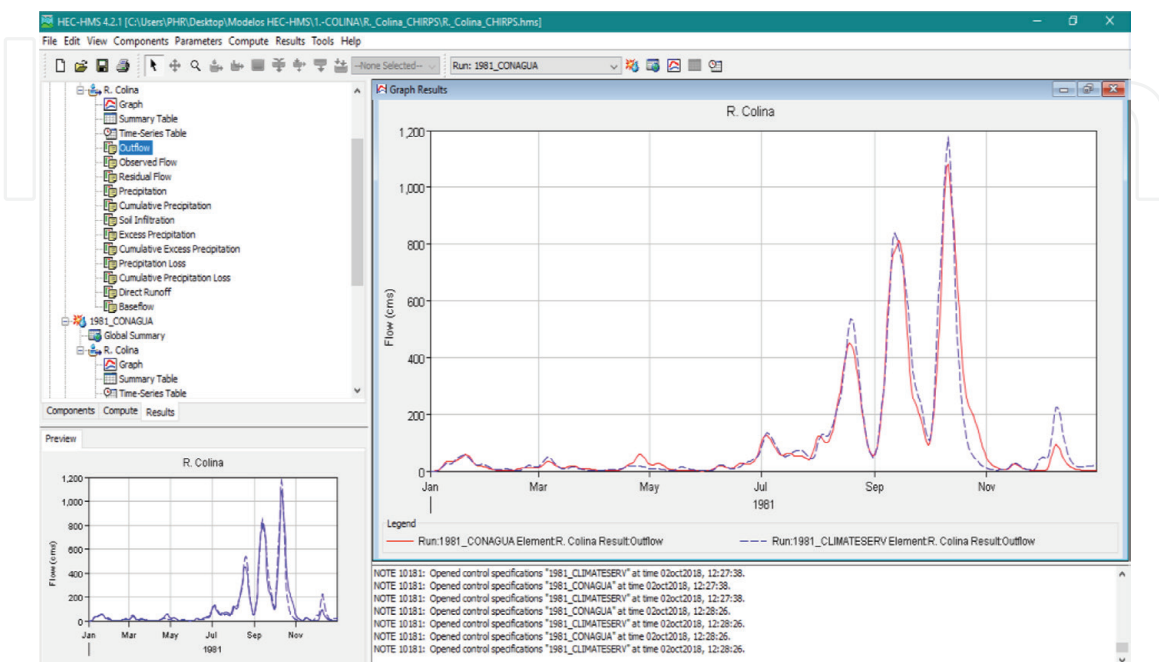 HEC-HMS 4.2.1 [C:\Users\PHR\Desktop\Modelos HEC-HMS\1.-COLINA\R._Colina_CHIRPS\R._Colina_CHIRPS.hms]
File Edit View Components Parameters Compute Results Tools Help
--None Selected-- Run: 1981_CONAGUA
R. Colina
Graph
Summary Table
Time-Series Table
Outflow
Observed Flow
Residual Flow
Precipitation
Cumulative Precipitation
Soil Infiltration
Excess Precipitation
Cumulative Excess Precipitation
Precipitation Loss
Cumulative Precipitation Loss
Direct Runoff
Baseflow
1981_CONAGUA
Global Summary
R. Colina
Graph
Summary Table
Time-Series Table
Components Compute Results
Preview
R. Colina
1,200
1,000
800
600
400
200
0
Flow (cms)
Jan Mar May Jul Sep Nov
1981
Graph Results
R. Colina
1,200
1,000
800
600
400
200
0
Flow (cms)
Jan Mar May Jul Sep Nov
1981
Legend
Run:1981_CONAGUA Element:R. Colina Result:Outflow
Run:1981_CLIMATESERV Element:R. Colina Result:Outflow
NOTE 10181: Opened control specifications "1981_CLIMATESERV" at time 02oct2018, 12:27:38.
NOTE 10181: Opened control specifications "1981_CONAGUA" at time 02oct2018, 12:27:38.
NOTE 10181: Opened control specifications "1981_CLIMATESERV" at time 02oct2018, 12:27:38.
NOTE 10181: Opened control specifications "1981_CONAGUA" at time 02oct2018, 12:28:26.
NOTE 10181: Opened control specifications "1981_CLIMATESERV" at time 02oct2018, 12:28:26.
NOTE 10181: Opened control specifications "1981_CONAGUA" at time 02oct2018, 12:28:26.
NOTE 10181: Opened control specifications "1981_CLIMATESERV" at time 02oct2018, 12:28:26.